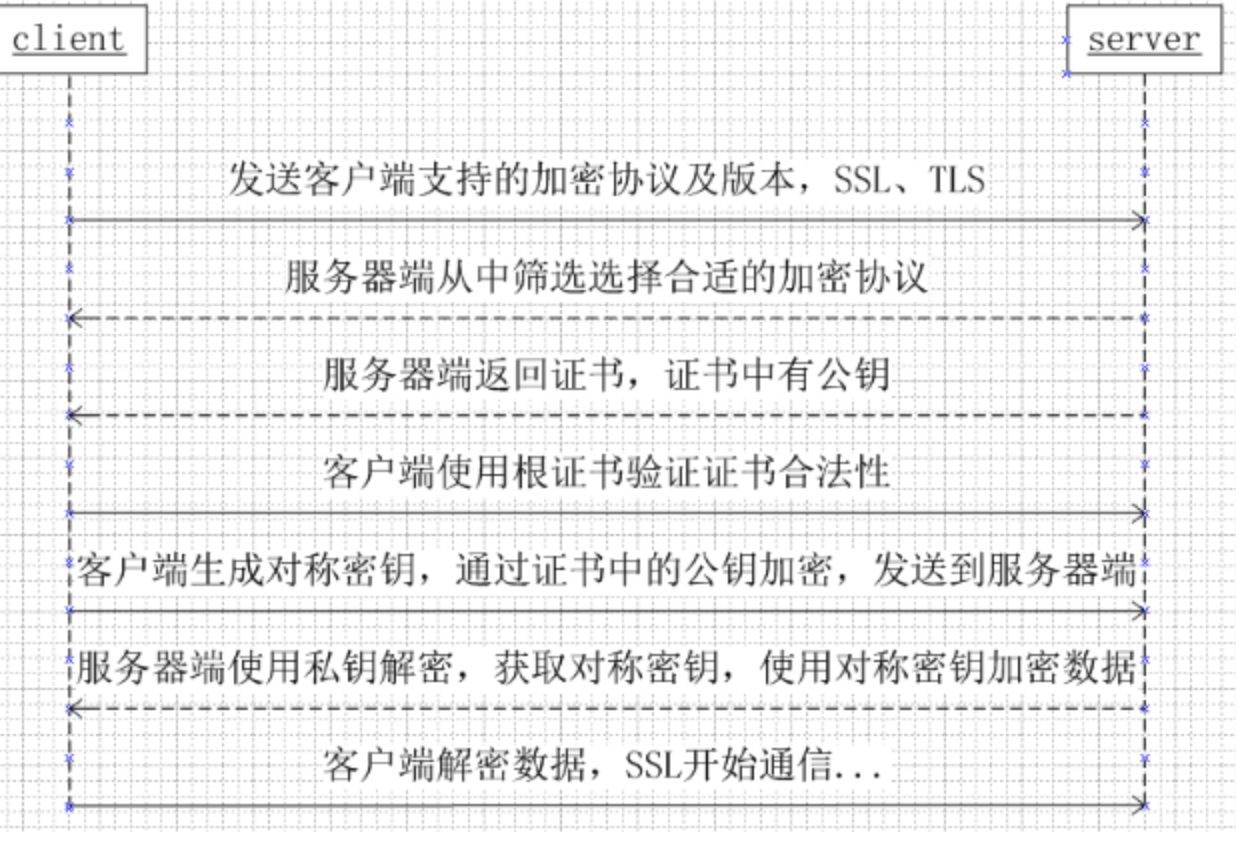 client
server
发送客户端支持的加密协议及版本，SSL、TLS
服务器端从中筛选选择合适的加密协议
服务器端返回证书，证书中有公钥
客户端使用根证书验证证书合法性
客户端生成对称密钥，通过证书中的公钥加密，发送到服务器端
服务器端使用私钥解密，获取对称密钥，使用对称密钥加密数据
客户端解密数据，SSL开始通信...